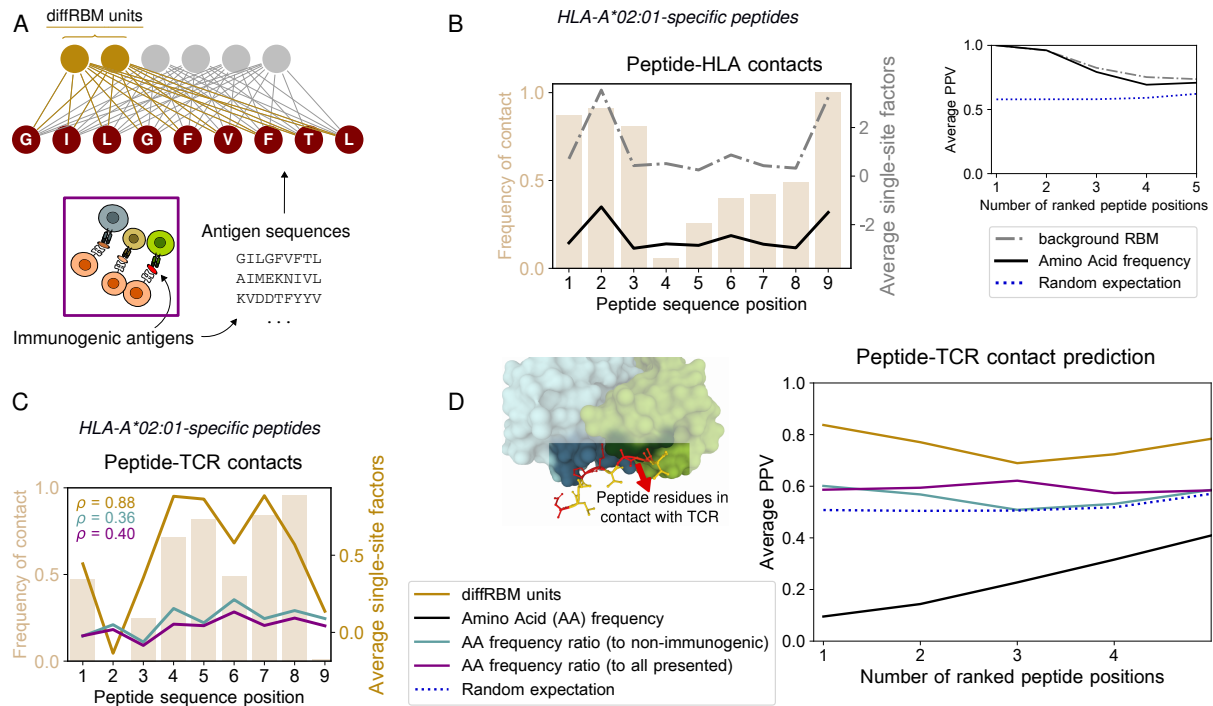 A
diffRBM units
G I L G F V F T L
Antigen sequences
GILGFVFTL
AIMEKNIVL
KVDDTFYYV
...
Immunogenic antigens
B
HLA-A*02:01-specific peptides
Peptide-HLA contacts
Frequency of contact
1.0
0.5
0.0
Average single-site factors
2
0
−2
1 2 3 4 5 6 7 8 9
Peptide sequence position
Average PPV
1.0
0.5
0.0
1 2 3 4 5
Number of ranked peptide positions
background RBM
Amino Acid frequency
Random expectation
C
HLA-A*02:01-specific peptides
Peptide-TCR contacts
ρ = 0.88
ρ = 0.36
ρ = 0.40
Frequency of contact
1.0
0.5
0.0
Average single-site factors
0.5
0.0
1 2 3 4 5 6 7 8 9
Peptide sequence position
D
Peptide residues in
contact with TCR
diffRBM units
Amino Acid (AA) frequency
AA frequency ratio (to non-immunogenic)
AA frequency ratio (to all presented)
Random expectation
Peptide-TCR contact prediction
Average PPV
1.0
0.8
0.6
0.4
0.2
0.0
1 2 3 4
Number of ranked peptide positions